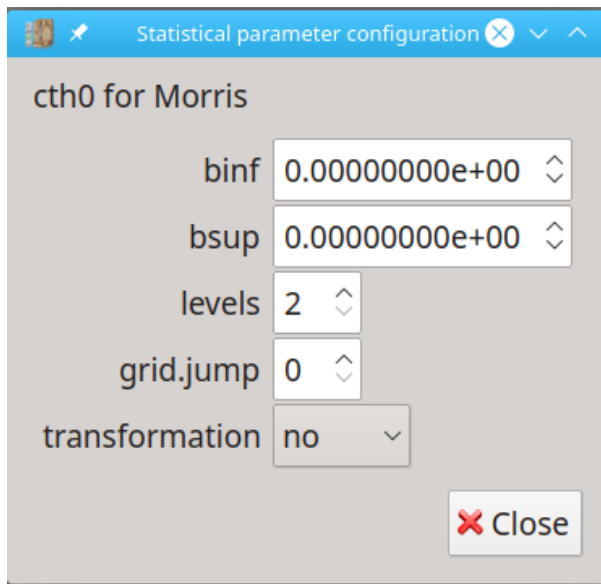 Statistical parameter configuration
cth0 for Morris
binf 0.00000000e+00
bsup 0.00000000e+00
levels 2
grid.jump 0
transformation no
Close